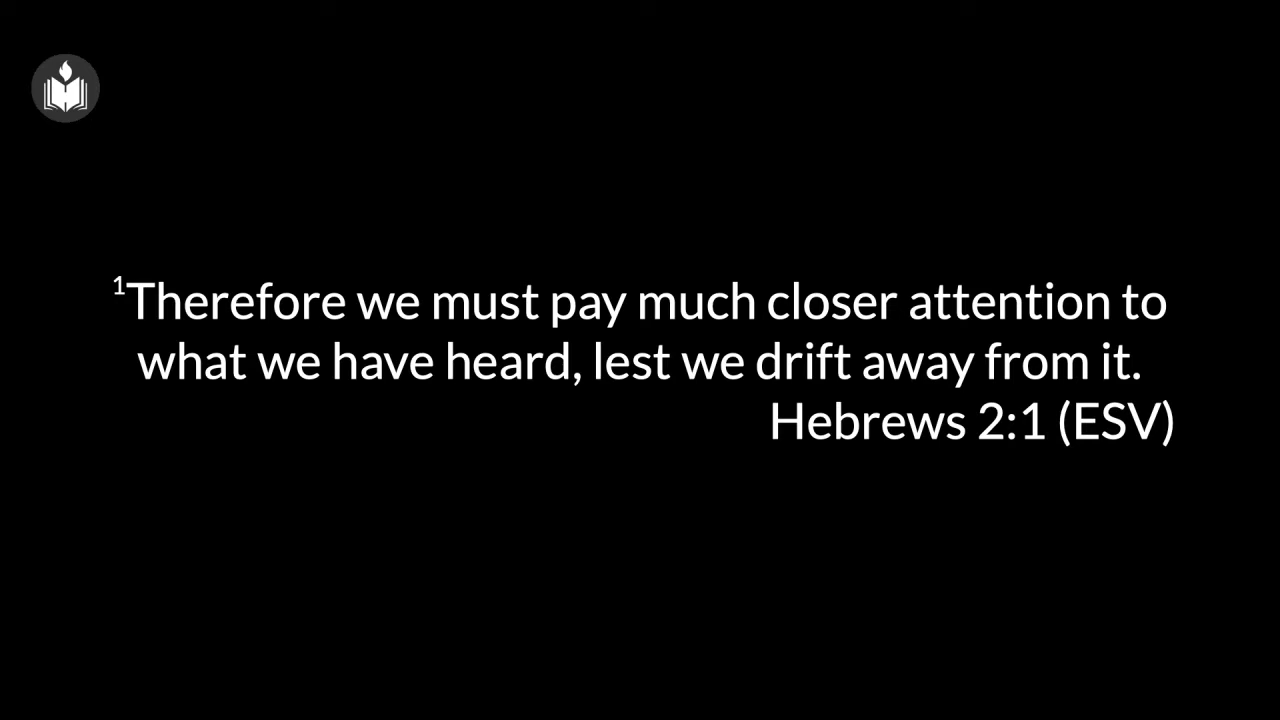 ¹Therefore we must pay much closer attention to
what we have heard, lest we drift away from it.
Hebrews 2:1 (ESV)